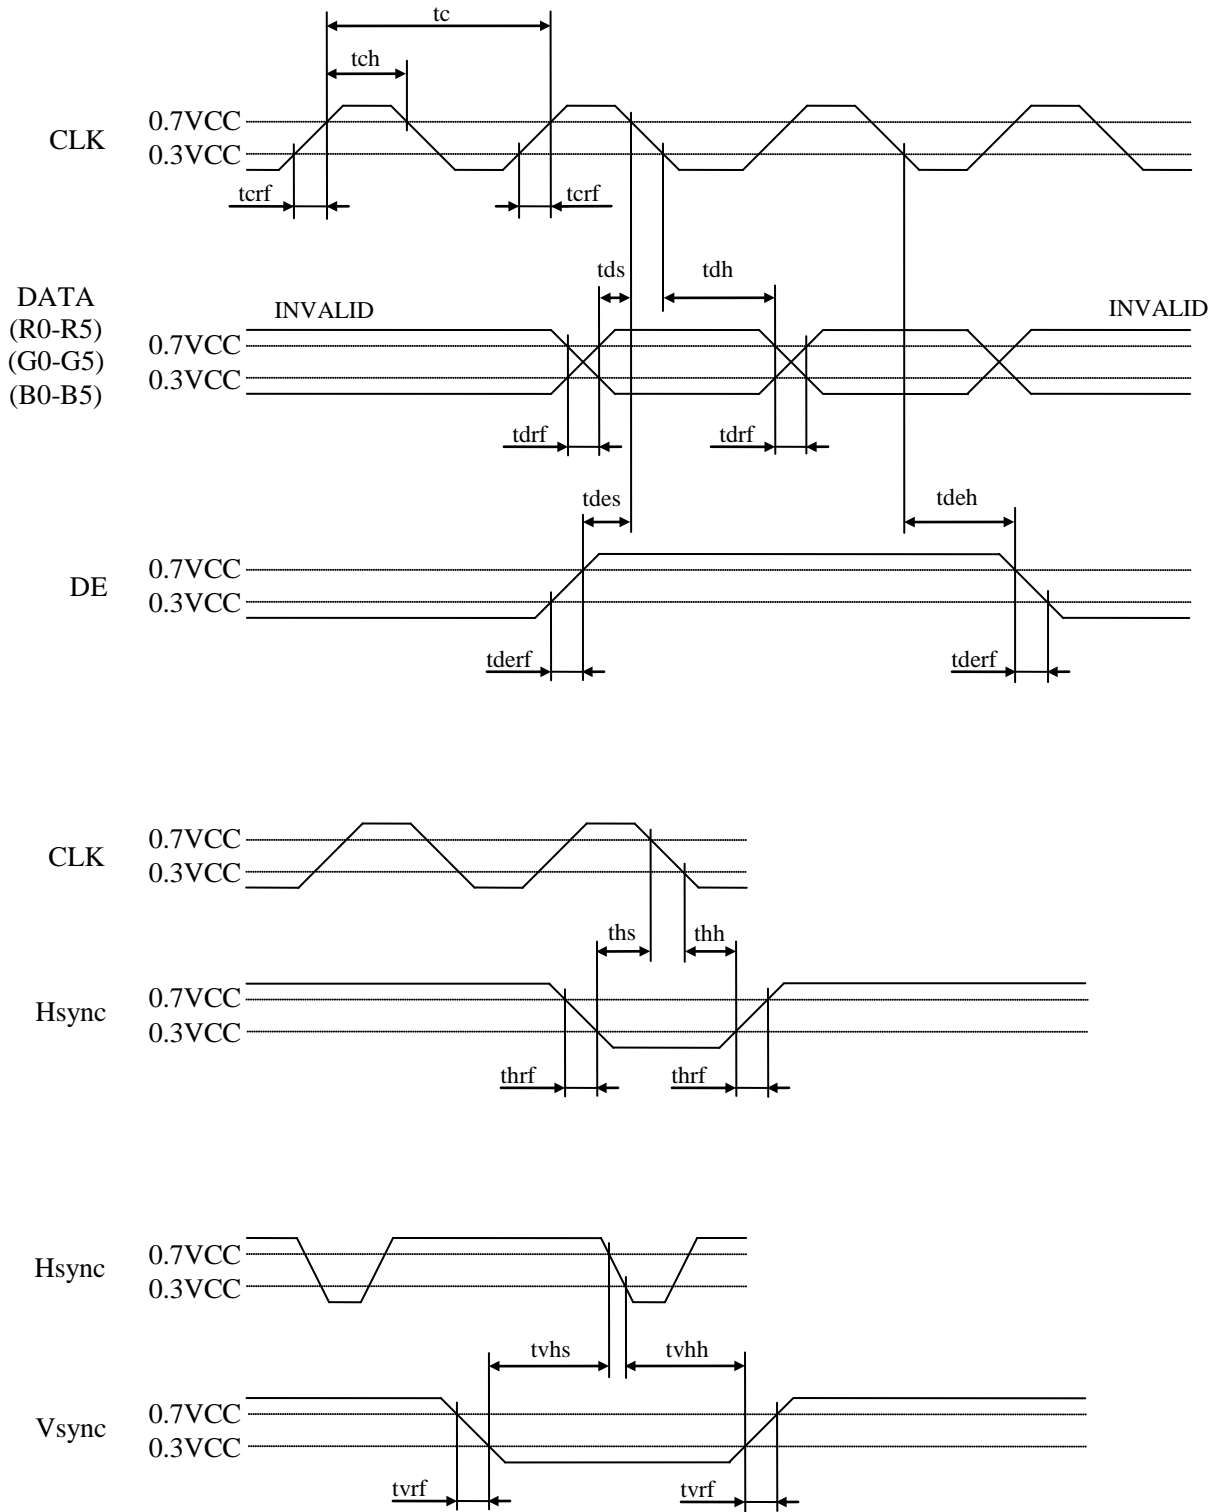 tc
tch
CLK
0.7VCC
0.3VCC
tcrf
tcrf
tds
tdh
DATA
(R0-R5)
(G0-G5)
(B0-B5)
INVALID
INVALID
0.7VCC
0.3VCC
tdrf
tdrf
tdes
tdeh
DE
0.7VCC
0.3VCC
tderf
tderf
CLK
0.7VCC
0.3VCC
ths
thh
Hsync
0.7VCC
0.3VCC
thrf
thrf
Hsync
0.7VCC
0.3VCC
tvhs
tvhh
Vsync
0.7VCC
0.3VCC
tvrf
tvrf